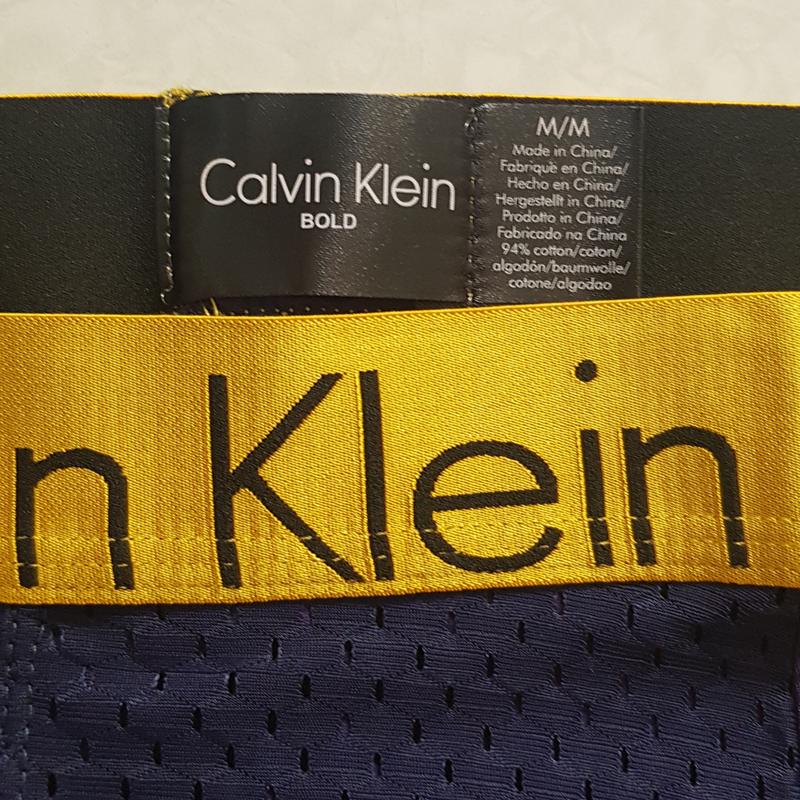 Calvin Klein
BOLD
M/M
Made in China/
Fabriqué en China/
Hecho en China/
Hergestellt in China/
Prodotto in China/
Fabricado na China
94% cotton/coton/
algodón/baumwolle/
cotone/algodao
n Klein